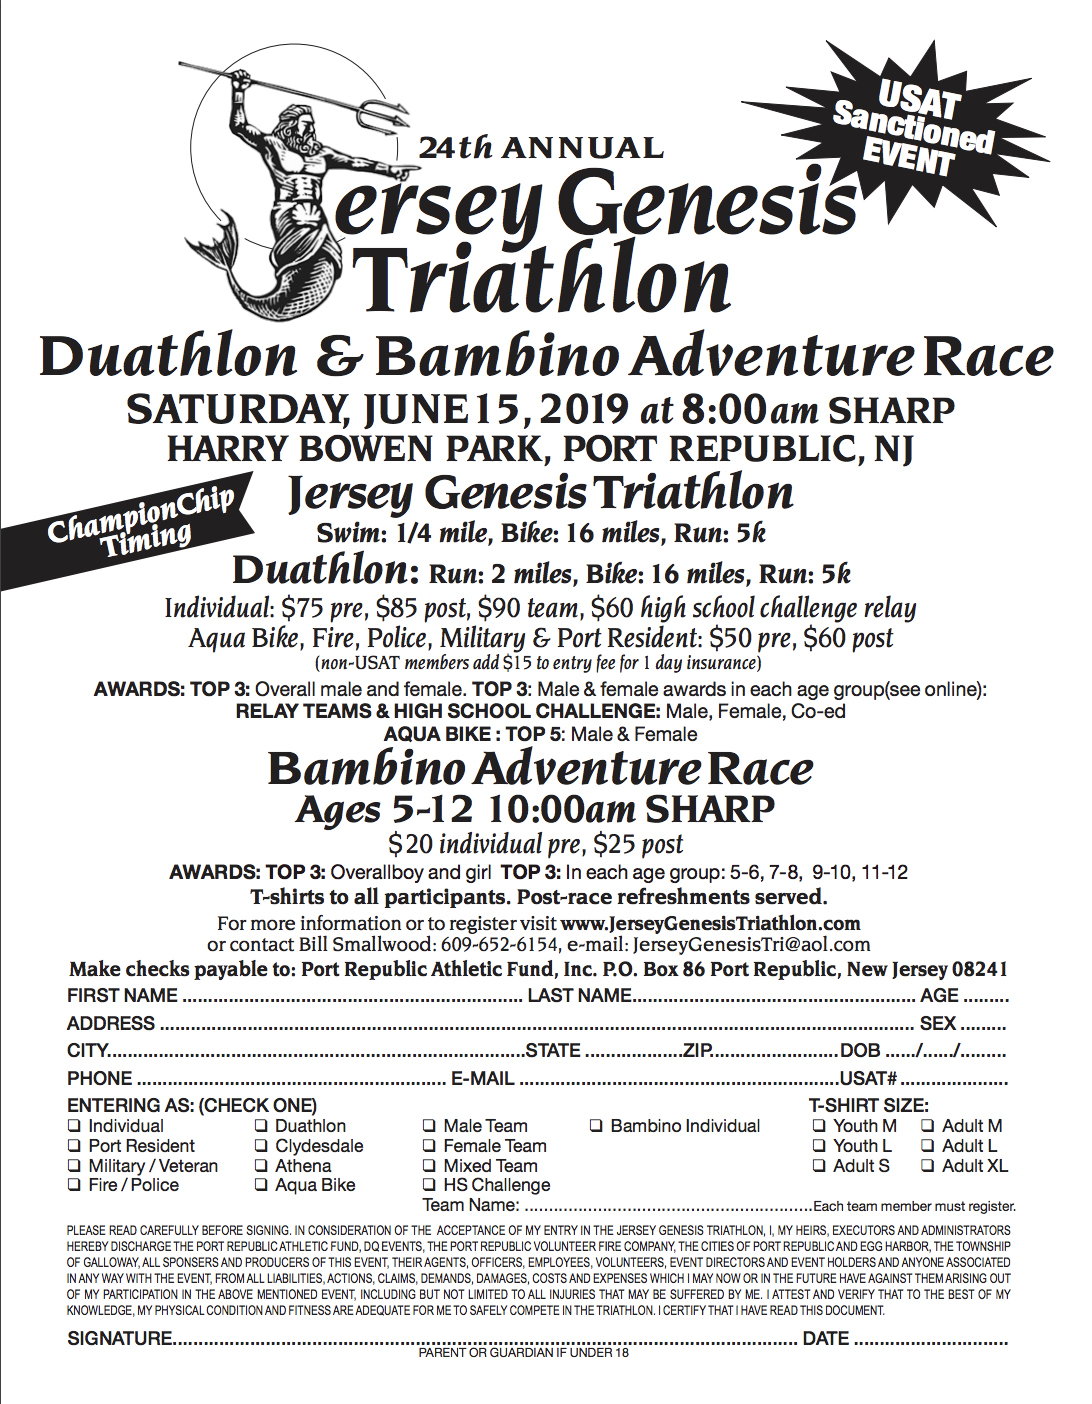 USAT
Sanctioned
EVENT
24th ANNUAL
Jersey Genesis
Triathlon
Duathlon & Bambino Adventure Race
SATURDAY, JUNE 15, 2019 at 8:00am SHARP
HARRY BOWEN PARK, PORT REPUBLIC, NJ
ChampionChip
Timing
Jersey Genesis Triathlon
Swim: 1/4 mile, Bike: 16 miles, Run: 5k
Duathlon: Run: 2 miles, Bike: 16 miles, Run: 5k
Individual: $75 pre, $85 post, $90 team, $60 high school challenge relay
Aqua Bike, Fire, Police, Military & Port Resident: $50 pre, $60 post
(non-USAT members add $15 to entry fee for 1 day insurance)
AWARDS: TOP 3: Overall male and female. TOP 3: Male & female awards in each age group(see online):
RELAY TEAMS & HIGH SCHOOL CHALLENGE: Male, Female, Co-ed
AQUA BIKE : TOP 5: Male & Female
Bambino Adventure Race
Ages 5-12 10:00am SHARP
$20 individual pre, $25 post
AWARDS: TOP 3: Overallboy and girl TOP 3: In each age group: 5-6, 7-8, 9-10, 11-12
T-shirts to all participants. Post-race refreshments served.
For more information or to register visit www.JerseyGenesisTriathlon.com
or contact Bill Smallwood: 609-652-6154, e-mail: JerseyGenesisTri@aol.com
Make checks payable to: Port Republic Athletic Fund, Inc. P.O. Box 86 Port Republic, New Jersey 08241
FIRST NAME ................................................................. LAST NAME...................................................... AGE .........
ADDRESS ................................................................................................................................................ SEX .........
CITY................................................................................STATE ...................ZIP.........................DOB ....../....../.........
PHONE ........................................................... E-MAIL .............................................................USAT# .....................
ENTERING AS: (CHECK ONE) T-SHIRT SIZE:
❑ Individual ❑ Duathlon ❑ Male Team ❑ Bambino Individual ❑ Youth M ❑ Adult M
❑ Port Resident ❑ Clydesdale ❑ Female Team ❑ Youth L ❑ Adult L
❑ Military / Veteran ❑ Athena ❑ Mixed Team ❑ Adult S ❑ Adult XL
❑ Fire / Police ❑ Aqua Bike ❑ HS Challenge
Team Name: .......................................................Each team member must register.
PLEASE READ CAREFULLY BEFORE SIGNING. IN CONSIDERATION OF THE ACCEPTANCE OF MY ENTRY IN THE JERSEY GENESIS TRIATHLON, I, MY HEIRS, EXECUTORS AND ADMINISTRATORS
HEREBY DISCHARGE THE PORT REPUBLIC ATHLETIC FUND, DQ EVENTS, THE PORT REPUBLIC VOLUNTEER FIRE COMPANY, THE CITIES OF PORT REPUBLIC AND EGG HARBOR, THE TOWNSHIP
OF GALLOWAY, ALL SPONSERS AND PRODUCERS OF THIS EVENT, THEIR AGENTS, OFFICERS, EMPLOYEES, VOLUNTEERS, EVENT DIRECTORS AND EVENT HOLDERS AND ANYONE ASSOCIATED
IN ANY WAY WITH THE EVENT, FROM ALL LIABILITIES, ACTIONS, CLAIMS, DEMANDS, DAMAGES, COSTS AND EXPENSES WHICH I MAY NOW OR IN THE FUTURE HAVE AGAINST THEM ARISING OUT
OF MY PARTICIPATION IN THE ABOVE MENTIONED EVENT, INCLUDING BUT NOT LIMITED TO ALL INJURIES THAT MAY BE SUFFERED BY ME. I ATTEST AND VERIFY THAT TO THE BEST OF MY
KNOWLEDGE, MY PHYSICAL CONDITION AND FITNESS ARE ADEQUATE FOR ME TO SAFELY COMPETE IN THE TRIATHLON. I CERTIFY THAT I HAVE READ THIS DOCUMENT.
SIGNATURE........................................................................................................................ DATE .............................
PARENT OR GUARDIAN IF UNDER 18